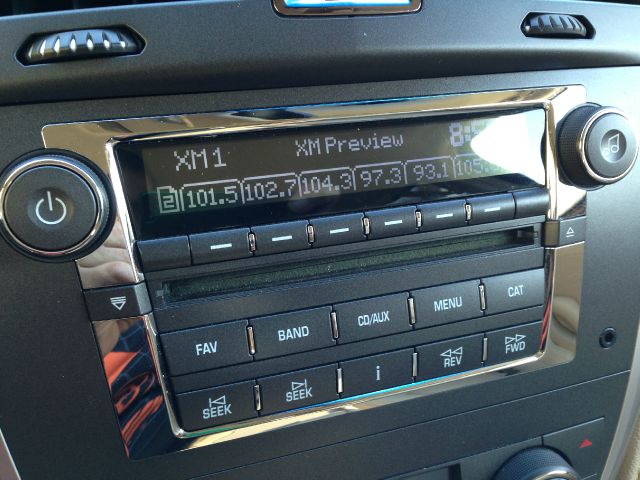 XM1 XM Preview
2 101.5 102.7 104.3 97.3 93.1
FAV BAND CD/AUX MENU CAT
SEEK SEEK i REV FWD